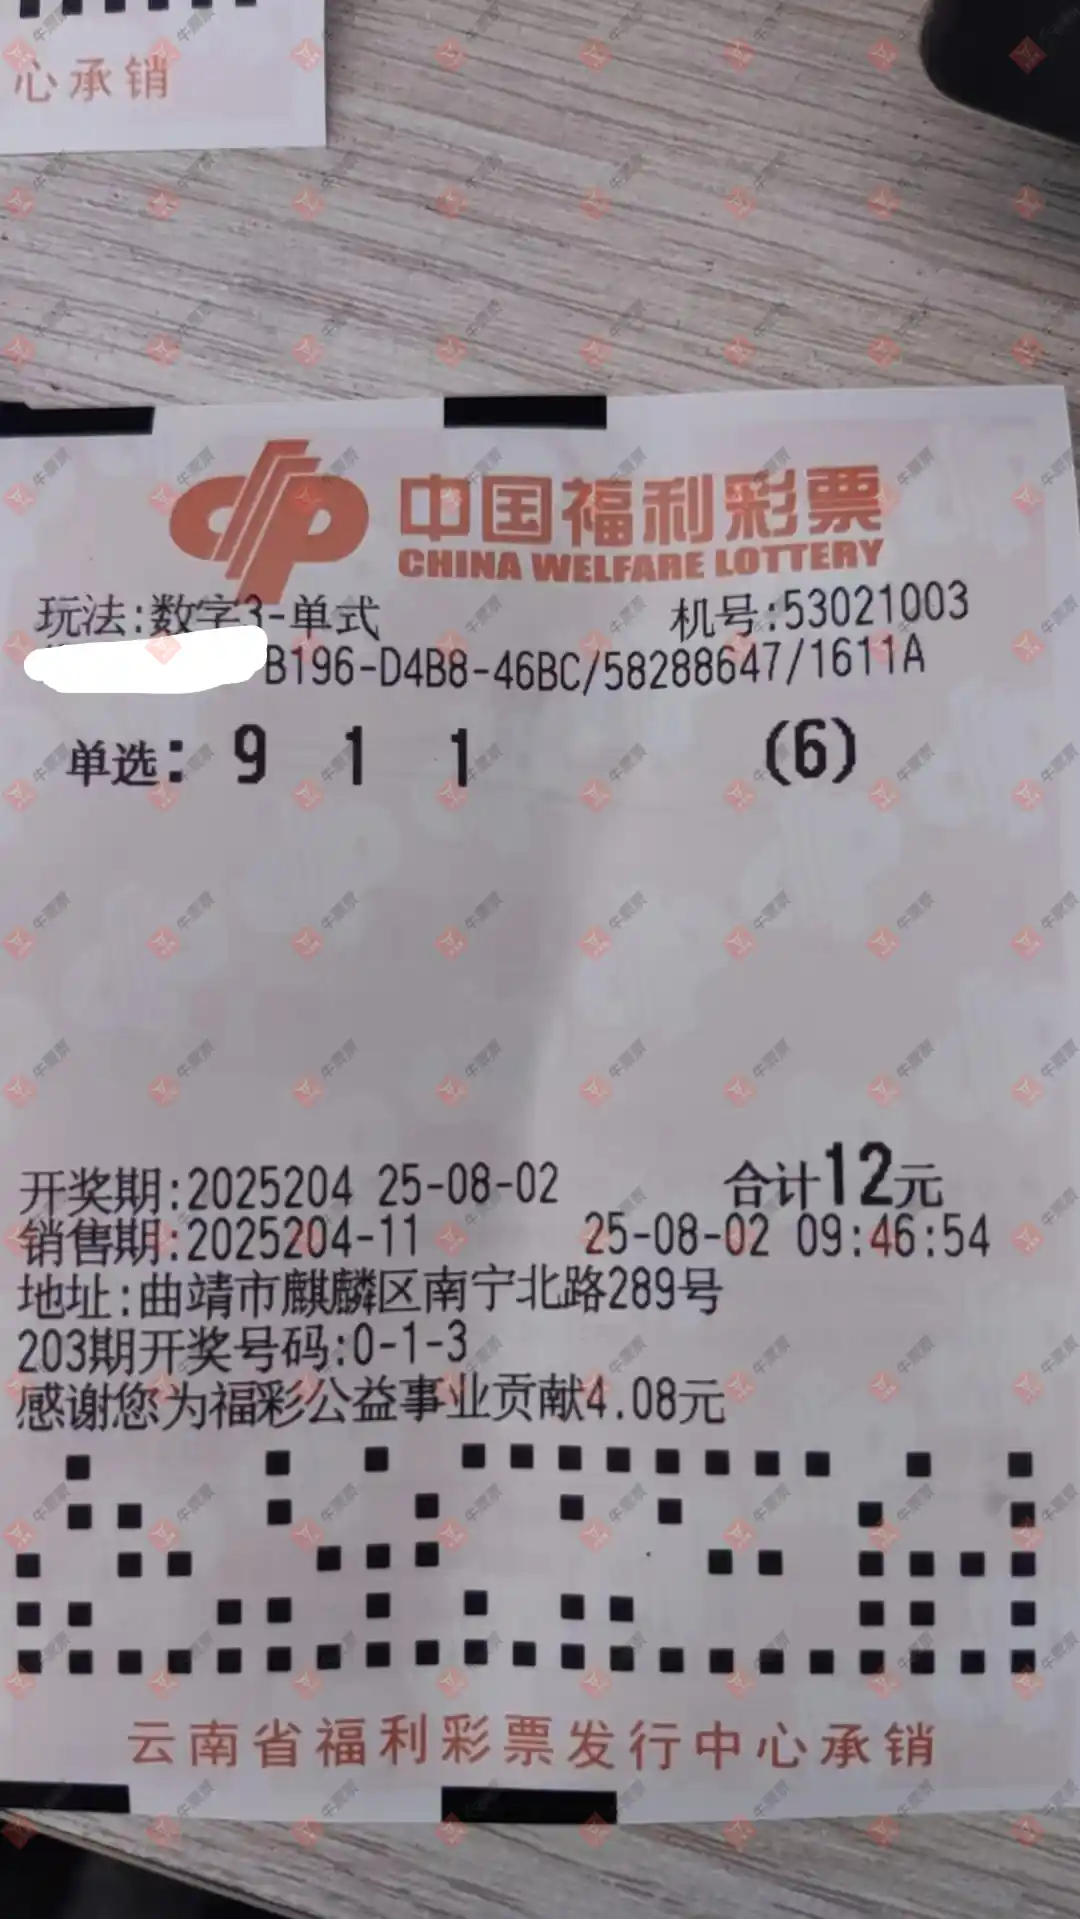 心承销
中国福利彩票
CHINA WELFARE LOTTERY
玩法:数字3-单式 机号:53021003
B196-D4B8-46BC/58288647/1611A
单选: 9 1 1 (6)
开奖期:2025204 25-08-02 合计12元
销售期:2025204-11 25-08-02 09:46:54
地址:曲靖市麒麟区南宁北路289号
203期开奖号码:0-1-3
感谢您为福彩公益事业贡献4.08元
云南省福利彩票发行中心承销